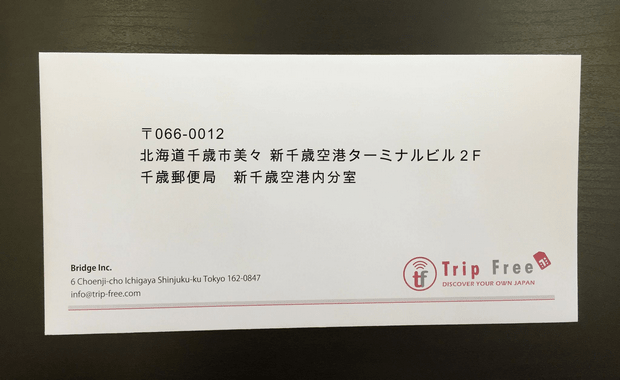 〒066-0012
北海道千歳市美々 新千歳空港ターミナルビル２F
千歳郵便局　新千歳空港内分室
Bridge Inc.
6 Choenji-cho Ichigaya Shinjuku-ku Tokyo 162-0847
info@trip-free.com
tf Trip Free
DISCOVER YOUR OWN JAPAN